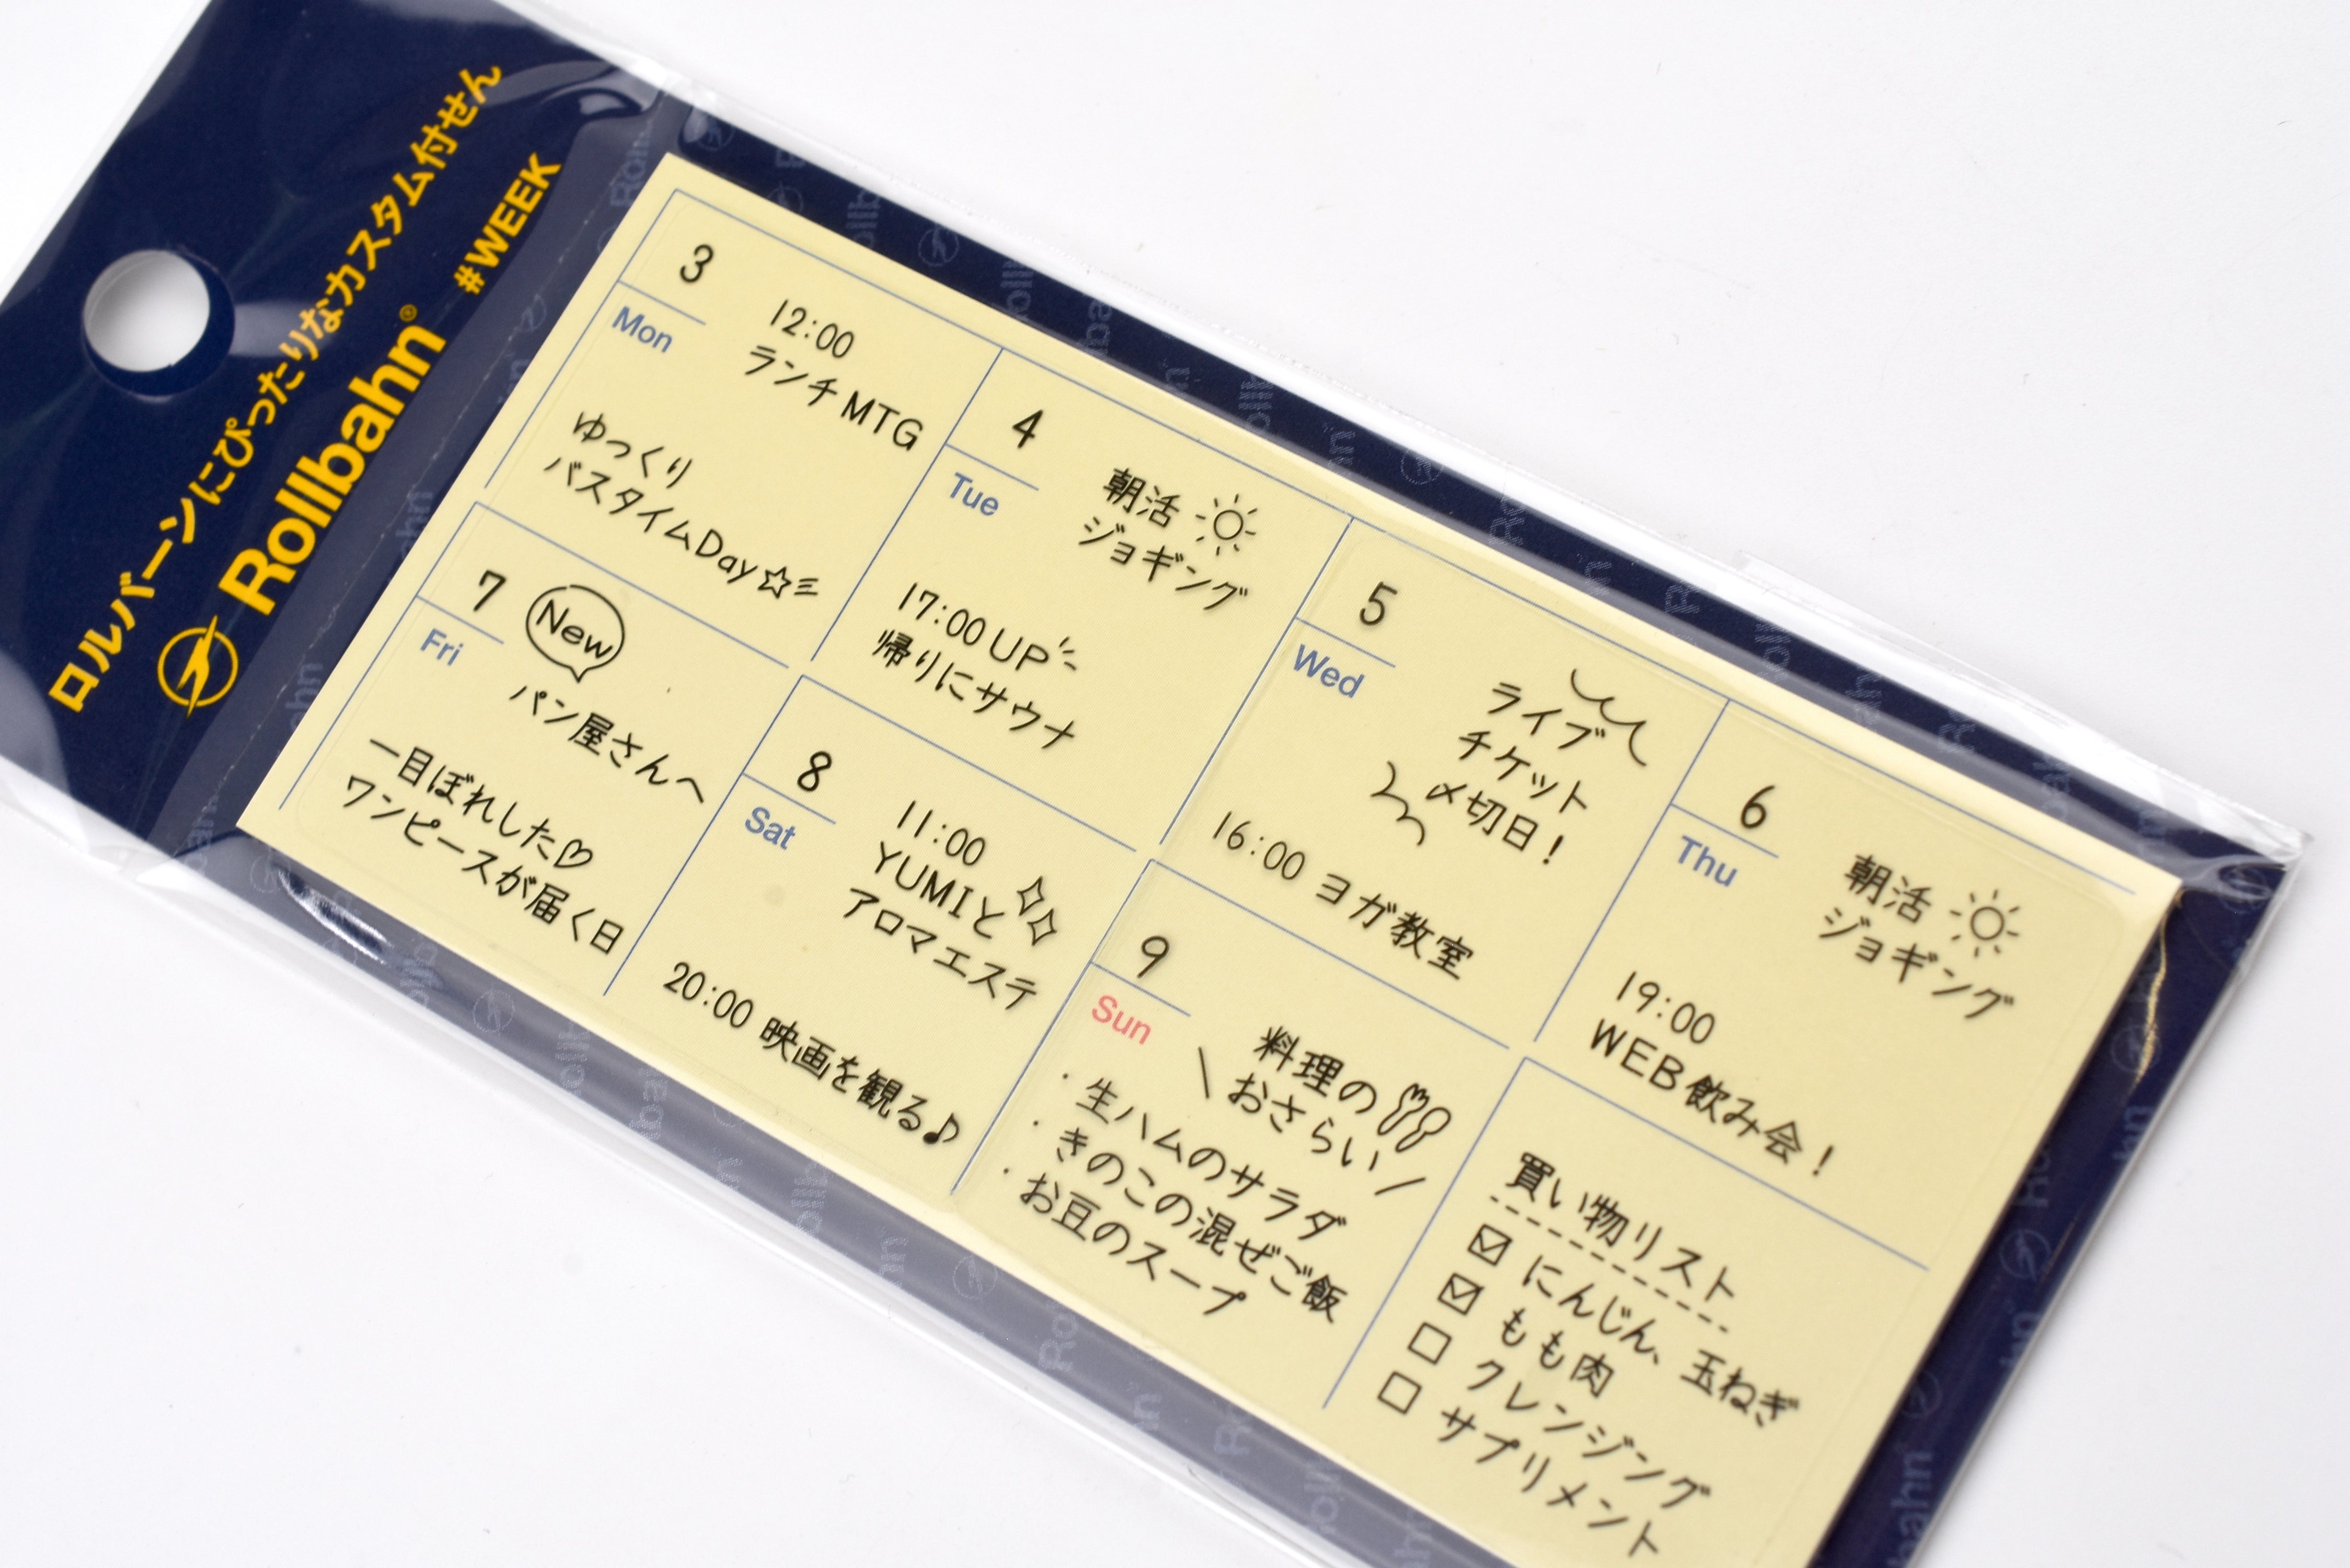 ロルバーンにぴったりなカスタム付せん
Rollbahn®
#WEEK
3
Mon
12:00
ランチ MTG
ゆっくり
バスタイムDay☆
4
Tue
朝活
ジョギング
17:00 UP
帰りにサウナ
5
Wed
ライブ
チケット
〆切日!
16:00 ヨガ教室
6
Thu
朝活
ジョギング
19:00
WEB飲み会!
7
Fri
New
パン屋さんへ
一目ぼれした♡
ワンピースが届く日
8
Sat
11:00
YUMIと
アロマエステ
20:00 映画を観る♪
9
Sun
料理の
\おさらい/
・生ハムのサラダ
・きのこの混ぜご飯
・お豆のスープ
買い物リスト
☑ にんじん、玉ねぎ
☑ もも肉
□ クレンジング
□ サプリメント